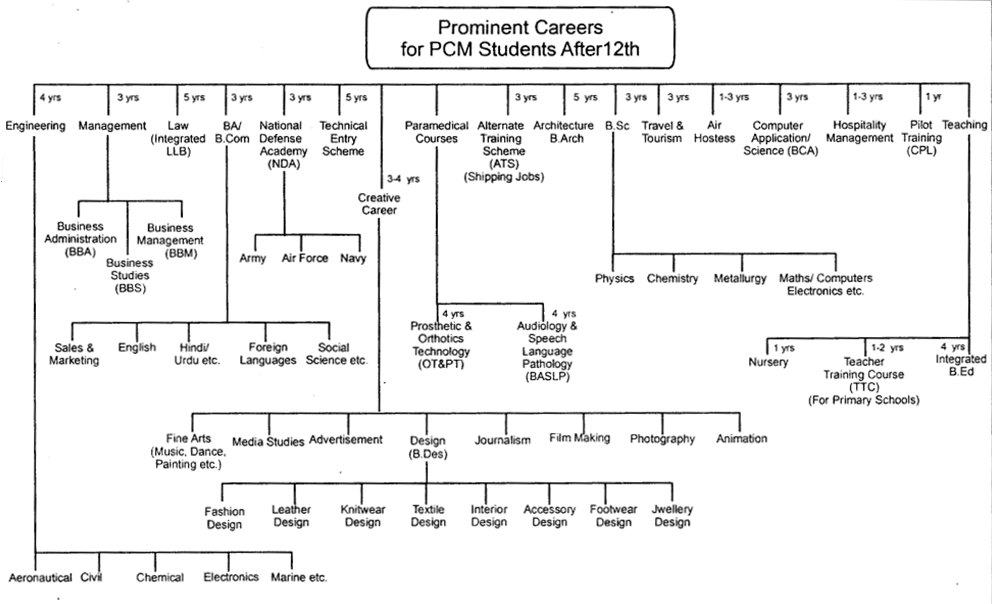 Prominent Careers
for PCM Students After12th
4 yrs
3 yrs
5 yrs
3 yrs
3 yrs
5 yrs
3 yrs
5 yrs
3 yrs
3 yrs
1-3 yrs
3 yrs
1-3 yrs
1 yr
Engineering
Management
Law
(Integrated
LLB)
BA/
B.Com
National
Defense
Academy
(NDA)
Technical
Entry
Scheme
Paramedical
Courses
Alternate
Training
Scheme
(ATS)
(Shipping Jobs)
Architecture
B.Arch
B.Sc
Travel &
Tourism
Air
Hostess
Computer
Application/
Science (BCA)
Hospitality
Management
Pilot
Training
(CPL)
Teaching
3-4 yrs
Creative
Career
Business
Administration
(BBA)
Business
Studies
(BBS)
Business
Management
(BBM)
Army
Air Force
Navy
Physics
Chemistry
Metallurgy
Maths/ Computers
Electronics etc.
4 yrs
Prosthetic &
Orthotics
Technology
(OT&PT)
4 yrs
Audiology &
Speech
Language
Pathology
(BASLP)
Sales &
Marketing
English
Hindi/
Urdu etc.
Foreign
Languages
Social
Science etc.
1 yrs
Nursery
1-2 yrs
Teacher
Training Course
(TTC)
(For Primary Schools)
4 yrs
Integrated
B.Ed
Fine Arts
(Music, Dance,
Painting etc.)
Media Studies
Advertisement
Design
(B.Des)
Journalism
Film Making
Photography
Animation
Fashion
Design
Leather
Design
Knitwear
Design
Textile
Design
Interior
Design
Accessory
Design
Footwear
Design
Jwellery
Design
Aeronautical
Civil
Chemical
Electronics
Marine etc.